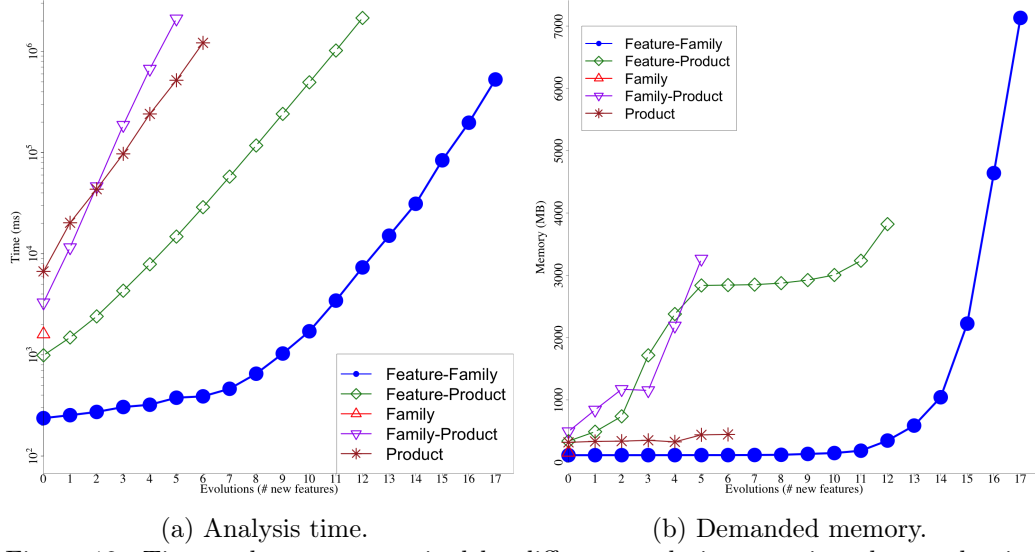 10^6
10^5
10^4
10^3
10^2
Time (ms)
0 1 2 3 4 5 6 7 8 9 10 11 12 13 14 15 16 17
Evolutions (# new features)
Feature-Family
Feature-Product
Family
Family-Product
Product
(a) Analysis time.
7000
6000
5000
4000
3000
2000
1000
0
Memory (MB)
0 1 2 3 4 5 6 7 8 9 10 11 12 13 14 15 16 17
Evolutions (# new features)
Feature-Family
Feature-Product
Family
Family-Product
Product
(b) Demanded memory.